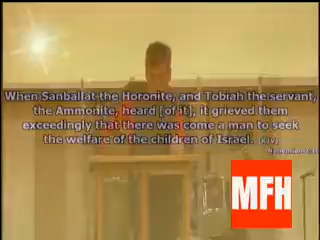 When Sanballat the Horonite, and Tobiah the servant,
the Ammonite, heard [of it], it grieved them
exceedingly that there was come a man to seek
the welfare of the children of Israel. (KJV)
MFH